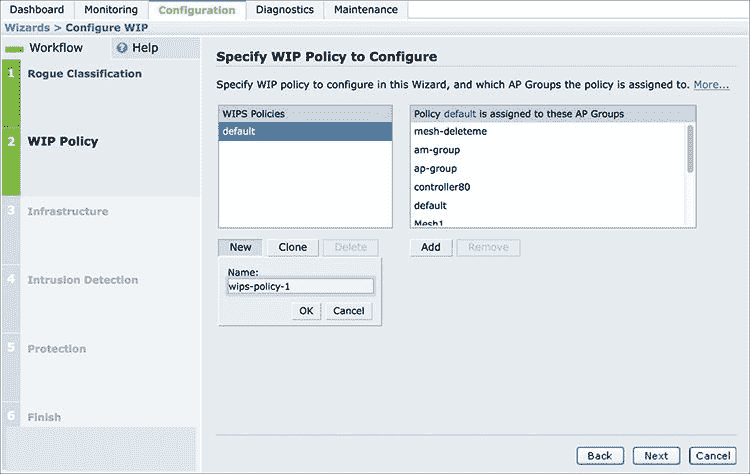 Dashboard Monitoring Configuration Diagnostics Maintenance
Wizards > Configure WIP
Workflow Help
1 Rogue Classification
2 WIP Policy
3 Infrastructure
4 Intrusion Detection
5 Protection
6 Finish
Specify WIP Policy to Configure
Specify WIP policy to configure in this Wizard, and which AP Groups the policy is assigned to. More...
WIPS Policies
default
New Clone Delete
Name:
wips-policy-1
OK Cancel
Policy default is assigned to these AP Groups
mesh-deleteme
am-group
ap-group
controller80
default
Mesh1
Add Remove
Back Next Cancel